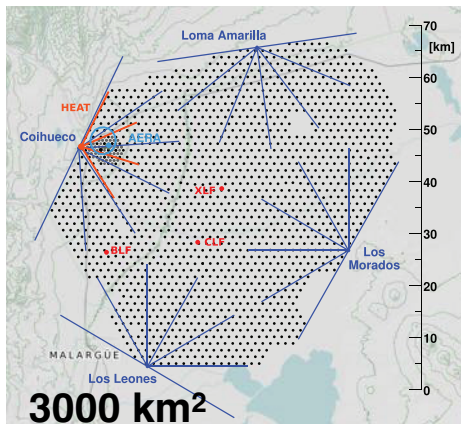 70
[km]
Loma Amarilla
60
HEAT
50
Coihueco
AERA
40
XLF
30
CLF
BLF
Los
Morados
20
10
MALARGÜE
Los Leones
0
3000 km²